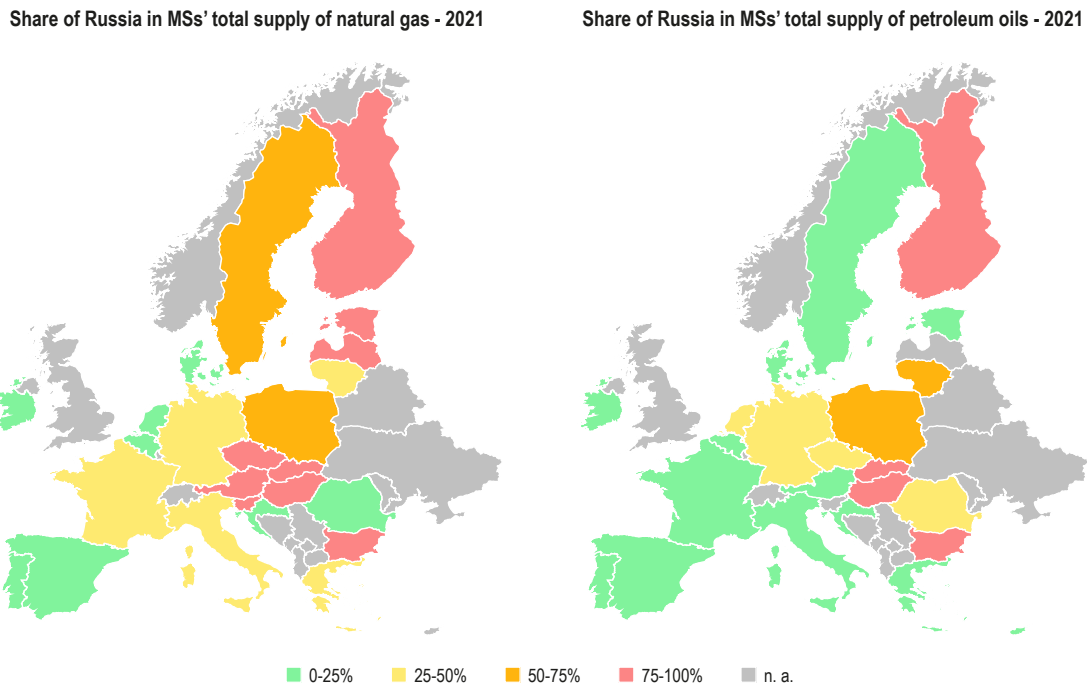 Share of Russia in MSs’ total supply of natural gas - 2021
Share of Russia in MSs’ total supply of petroleum oils - 2021
0-25%
25-50%
50-75%
75-100%
n. a.